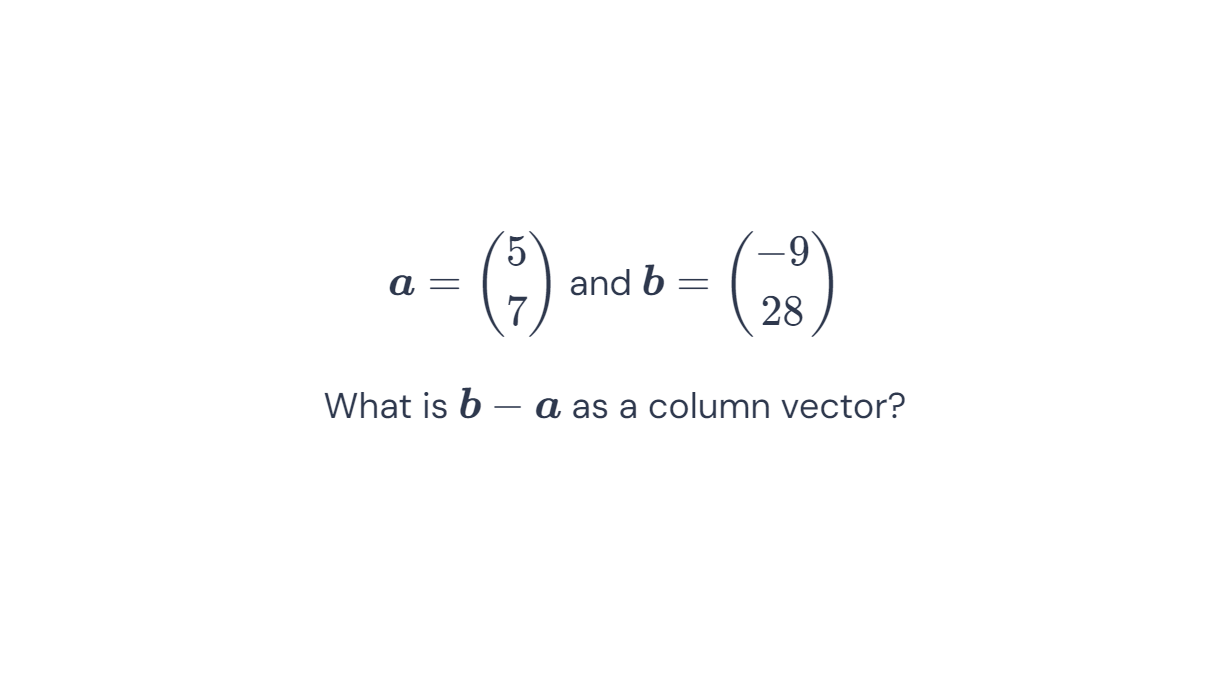 a = (5 7) and b = (−9 28)
What is b − a as a column vector?